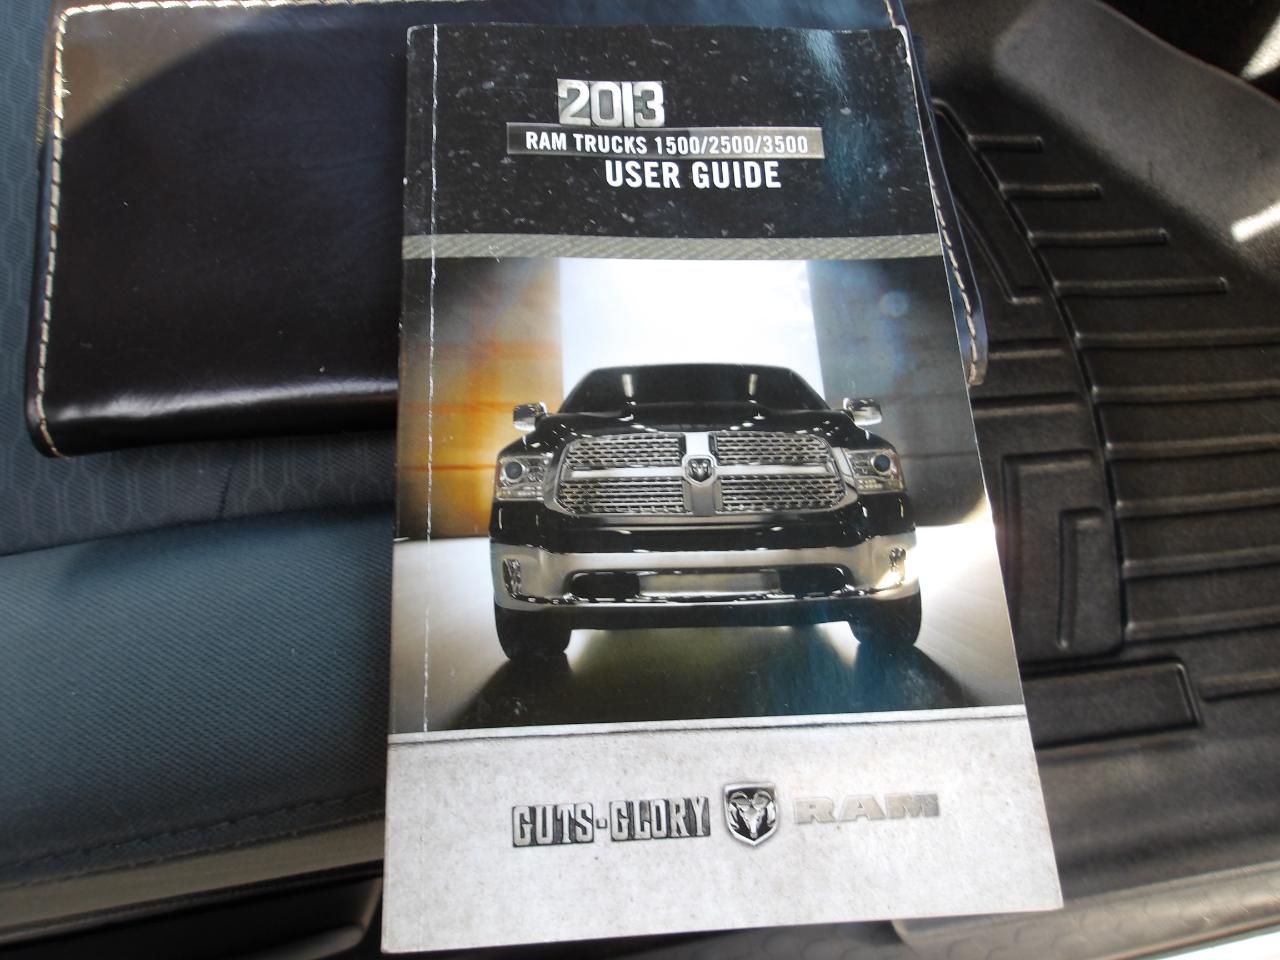 2013
RAM TRUCKS 1500/2500/3500
USER GUIDE
GUTS·GLORY RAM